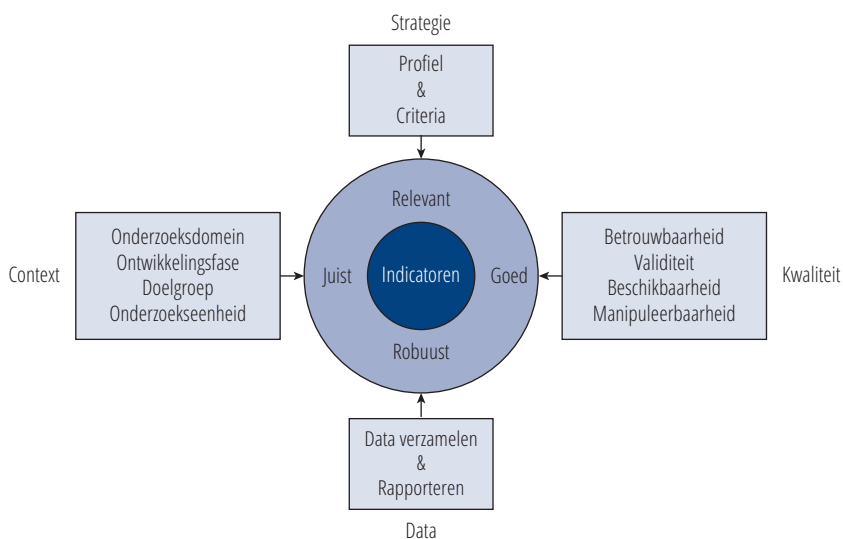 Strategie
Profiel
&
Criteria
Relevant
Context
Onderzoeksdomein
Ontwikkelingsfase
Doelgroep
Onderzoekseenheid
Juist
Indicatoren
Goed
Betrouwbaarheid
Validiteit
Beschikbaarheid
Manipuleerbaarheid
Kwaliteit
Robuust
Data verzamelen
&
Rapporteren
Data